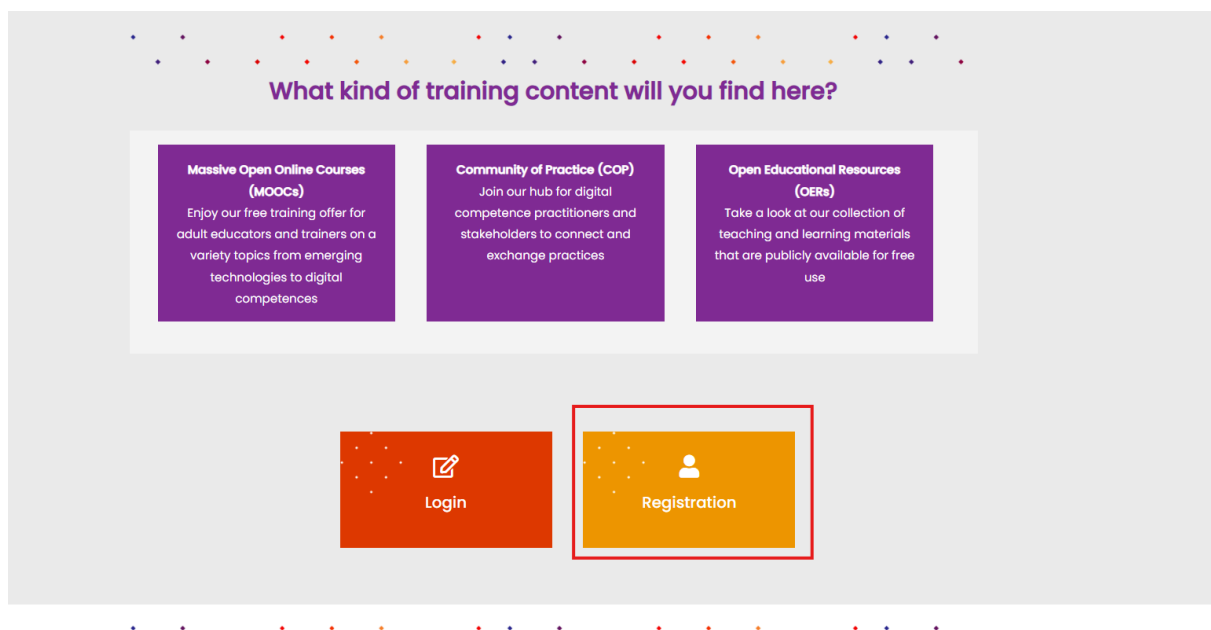 What kind of training content will you find here?
Massive Open Online Courses
(MOOCs)
Enjoy our free training offer for
adult educators and trainers on a
variety topics from emerging
technologies to digital
competences
Community of Practice (COP)
Join our hub for digital
competence practitioners and
stakeholders to connect and
exchange practices
Open Educational Resources
(OERs)
Take a look at our collection of
teaching and learning materials
that are publicly available for free
use
Login
Registration